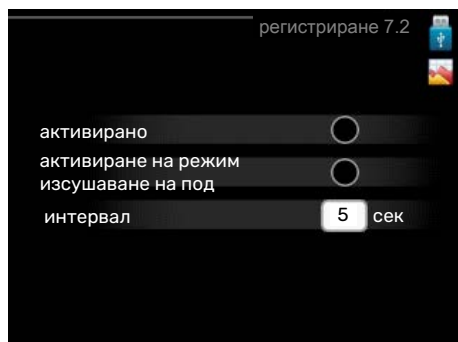 регистриране 7.2
активирано
активиране на режим
изсушаване на под
интервал 5 сек